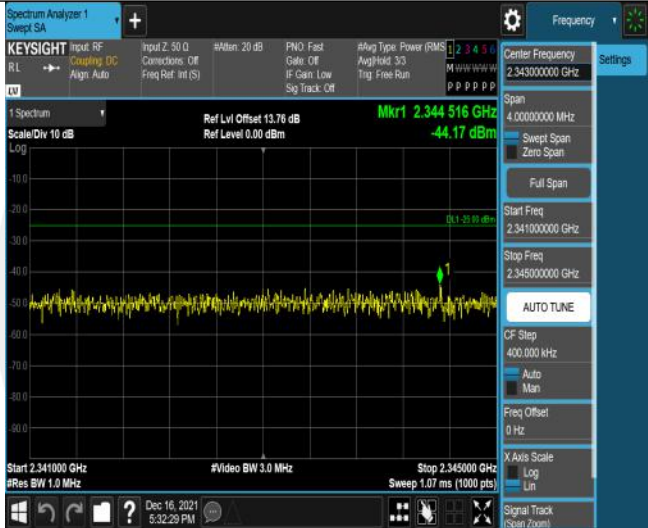 Spectrum Analyzer 1
Swept SA
+
Frequency
KEYSIGHT
RL
Input: RF
Coupling: DC
Align: Auto
Input Z: 50 Ω
Corrections: Off
Freq Ref: Int (S)
#Atten: 20 dB
PNO: Fast
Gate: Off
IF Gain: Low
Sig Track: Off
#Avg Type: Power (RMS
Avg|Hold: 3/3
Trig: Free Run
1 2 3 4 5 6
M W W W W W
P P P P P P
LV
1 Spectrum
Scale/Div 10 dB
Ref Lvl Offset 13.76 dB
Ref Level 0.00 dBm
Mkr1 2.344 516 GHz
-44.17 dBm
Log
-10.0
-20.0
-30.0
-40.0
-50.0
-60.0
-70.0
-80.0
-90.0
DL1 -25.00 dBm
1
Start 2.341000 GHz
#Res BW 1.0 MHz
#Video BW 3.0 MHz
Stop 2.345000 GHz
Sweep 1.07 ms (1000 pts)
?
Dec 16, 2021
5:32:29 PM
Center Frequency
2.343000000 GHz
Settings
Span
4.00000000 MHz
Swept Span
Zero Span
Full Span
Start Freq
2.341000000 GHz
Stop Freq
2.345000000 GHz
AUTO TUNE
CF Step
400.000 kHz
Auto
Man
Freq Offset
0 Hz
X Axis Scale
Log
Lin
Signal Track
(Span Zoom)